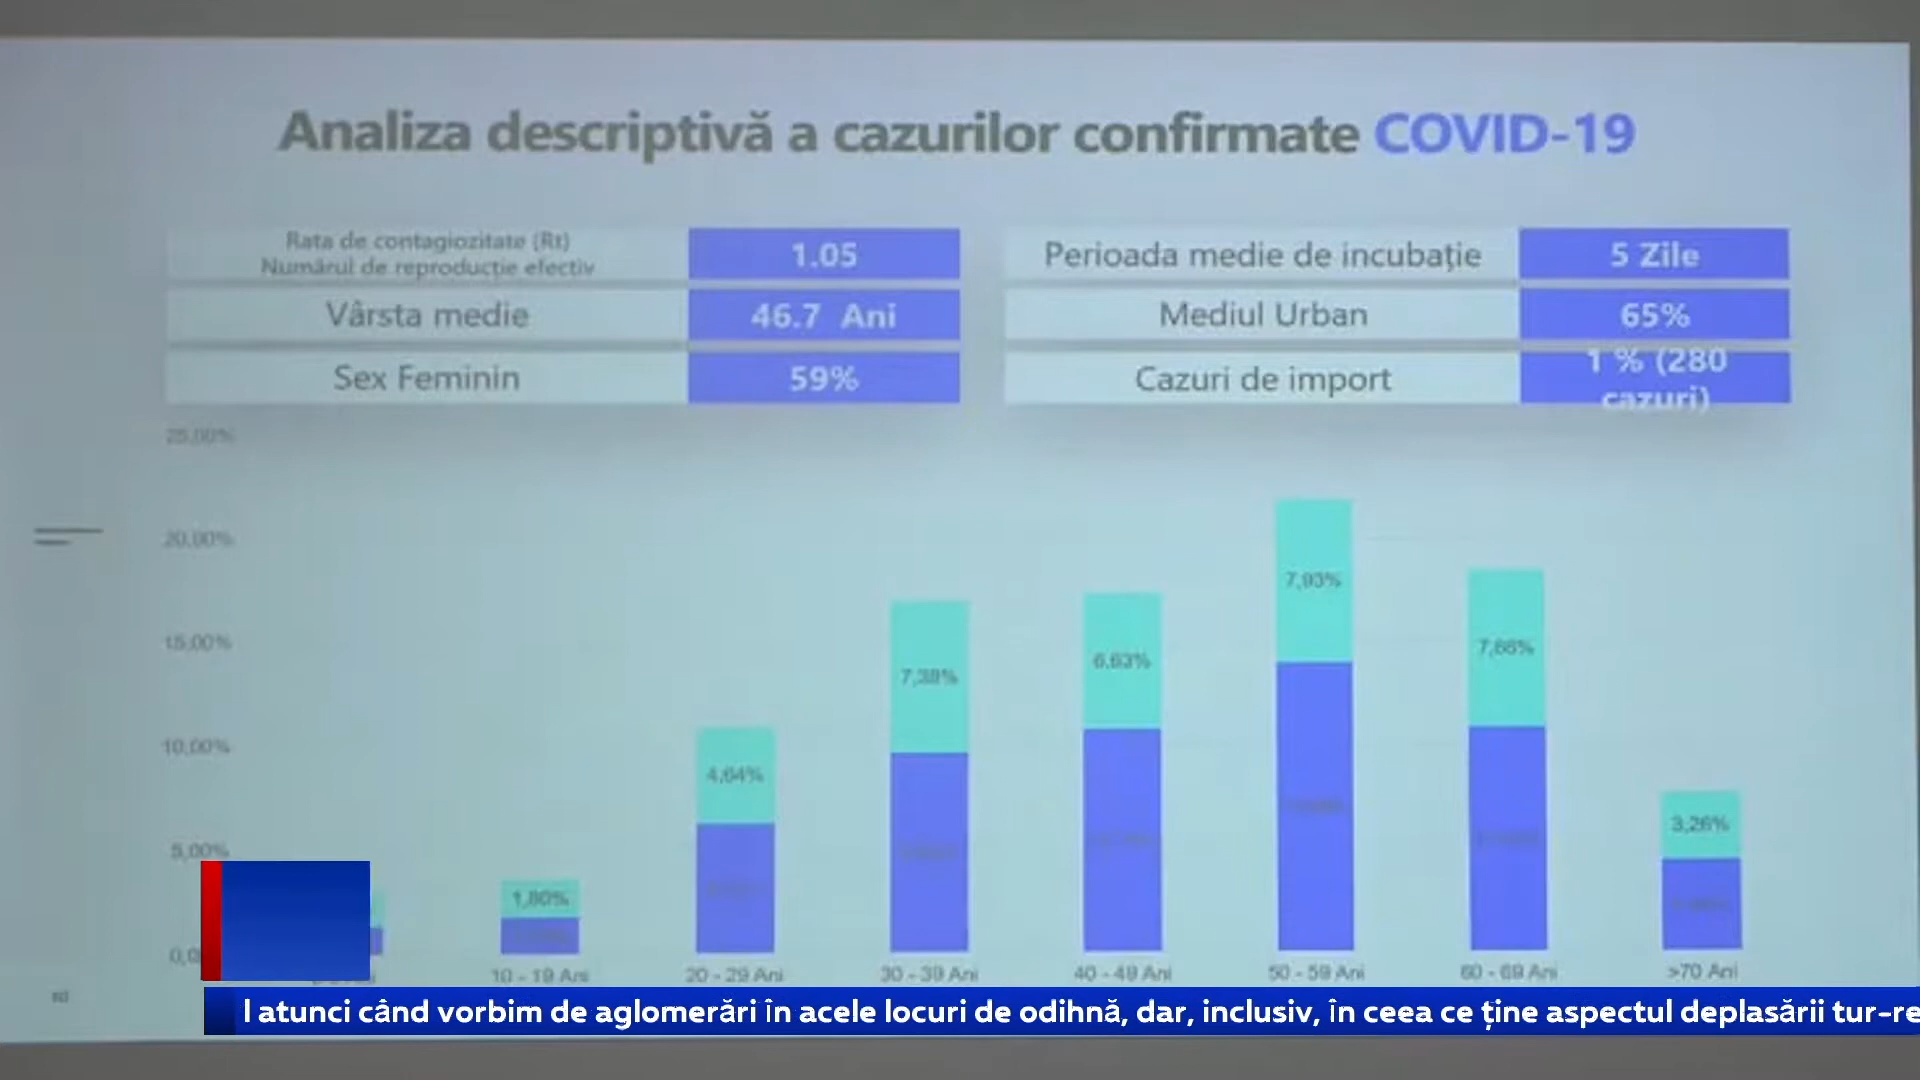 Analiza descriptivă a cazurilor confirmate COVID-19
Rata de contagiozitate (Rt)
Numărul de reproducție efectiv
1.05
Perioada medie de incubație
5 Zile
Vârsta medie
46.7 Ani
Mediul Urban
65%
Sex Feminin
59%
Cazuri de import
1 % (280
cazuri)
25,00%
20,00%
15,00%
10,00%
5,00%
1,80%
4,64%
7,38%
6,63%
7,93%
7,66%
3,26%
10 - 19 Ani
20 - 29 Ani
30 - 39 Ani
40 - 49 Ani
50 - 59 Ani
60 - 69 Ani
>70 Ani
l atunci când vorbim de aglomerări în acele locuri de odihnă, dar, inclusiv, în ceea ce ține aspectul deplasării tur-re